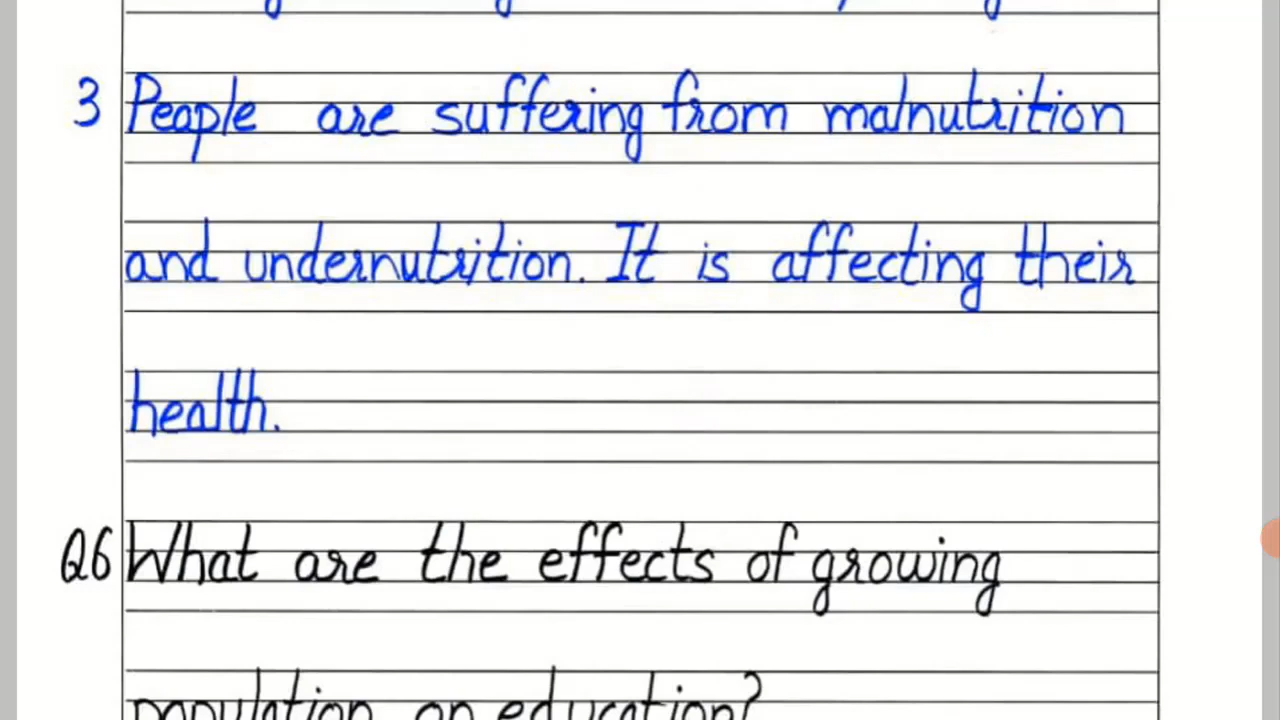 3 People are suffering from malnutrition
and undernutrition. It is affecting their
health.
Q6 What are the effects of growing
population on education?